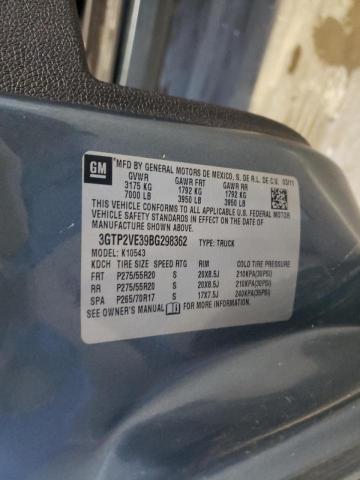 GM
*MFD BY GENERAL MOTORS DE MEXICO, S. DE R.L. DE C.V. 03/11
GVWR GAWR FRT GAWR RR
3175 KG 1792 KG 1792 KG
7000 LB 3950 LB 3950 LB
THIS VEHICLE CONFORMS TO ALL APPLICABLE U.S. FEDERAL MOTOR
VEHICLE SAFETY STANDARDS IN EFFECT ON THE DATE OF
MANUFACTURE SHOWN ABOVE.
3GTP2VE39BG298362 TYPE: TRUCK
MODEL: K10543
KDCH TIRE SIZE SPEED RTG RIM COLD TIRE PRESSURE
FRT P275/55R20 S 20X8.5J 210KPA(30PSI)
RR P275/55R20 S 20X8.5J 210KPA(30PSI)
SPA P265/70R17 S 17X7.5J 240KPA(35PSI)
SEE OWNER'S MANUAL FOR MORE INFORMATION.